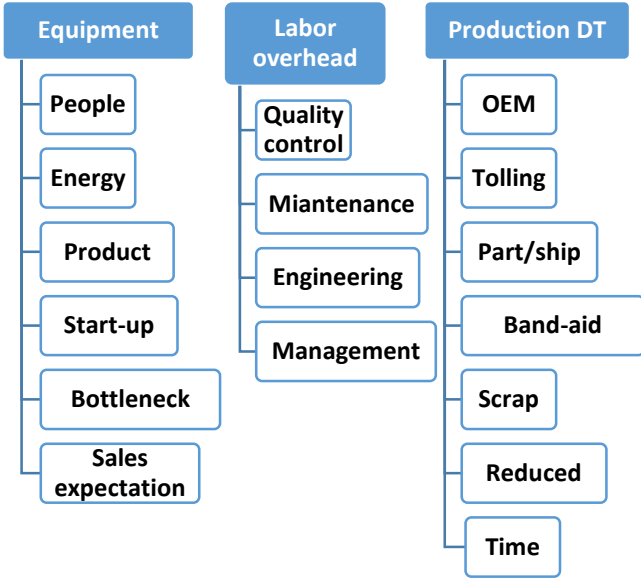 Equipment
People
Energy
Product
Start-up
Bottleneck
Sales
expectation
Labor
overhead
Quality
control
Miantenance
Engineering
Management
Production DT
OEM
Tolling
Part/ship
Band-aid
Scrap
Reduced
Time